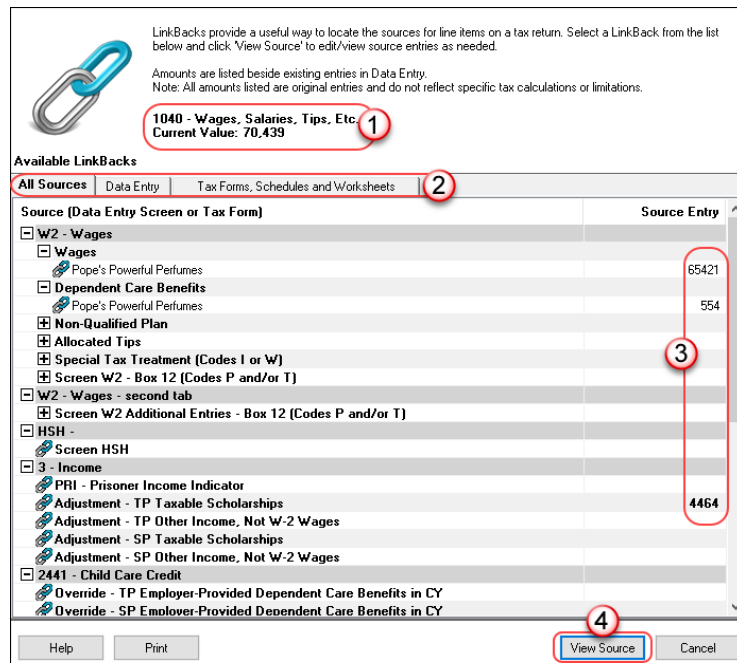 LinkBacks provide a useful way to locate the sources for line items on a tax return. Select a LinkBack from the list
below and click 'View Source' to edit/view source entries as needed.
Amounts are listed beside existing entries in Data Entry.
Note: All amounts listed are original entries and do not reflect specific tax calculations or limitations.
1040 - Wages, Salaries, Tips, Etc.
1
Current Value: 70,439
Available LinkBacks
All Sources Data Entry Tax Forms, Schedules and Worksheets 2
Source (Data Entry Screen or Tax Form) Source Entry
W2 - Wages
Wages
Pope's Powerful Perfumes 65421
Dependent Care Benefits
Pope's Powerful Perfumes 554
Non-Qualified Plan
Allocated Tips
3
Special Tax Treatment (Codes I or W)
Screen W2 - Box 12 (Codes P and/or T)
W2 - Wages - second tab
Screen W2 Additional Entries - Box 12 (Codes P and/or T)
HSH -
Screen HSH
3 - Income
PRI - Prisoner Income Indicator
Adjustment - TP Taxable Scholarships 4464
Adjustment - TP Other Income, Not W-2 Wages
Adjustment - SP Taxable Scholarships
Adjustment - SP Other Income, Not W-2 Wages
2441 - Child Care Credit
Override - TP Employer-Provided Dependent Care Benefits in CY
Override - SP Employer-Provided Dependent Care Benefits in CY
4
Help Print View Source Cancel